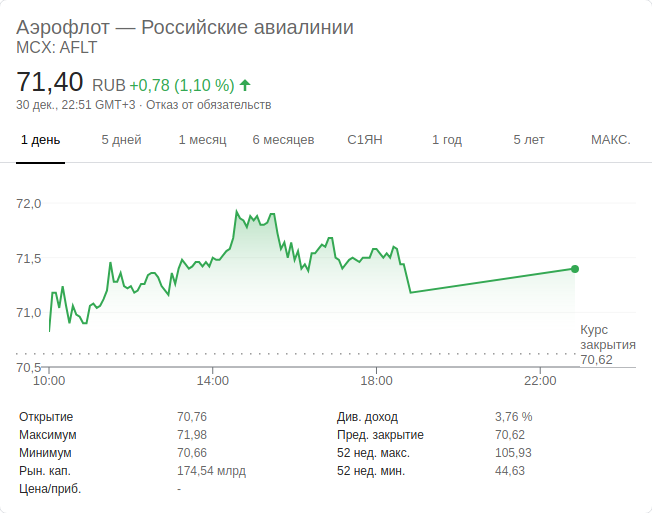 Аэрофлот — Российские авиалинии
MCX: AFLT
71,40 RUB +0,78 (1,10 %)
30 дек., 22:51 GMT+3 · Отказ от обязательств
1 день 5 дней 1 месяц 6 месяцев С1ЯН 1 год 5 лет МАКС.
72,0
71,5
71,0
70,5
Курс
закрытия
70,62
10:00 14:00 18:00 22:00
Открытие 70,76 Див. доход 3,76 %
Максимум 71,98 Пред. закрытие 70,62
Минимум 70,66 52 нед. макс. 105,93
Рын. кап. 174,54 млрд 52 нед. мин. 44,63
Цена/приб. -